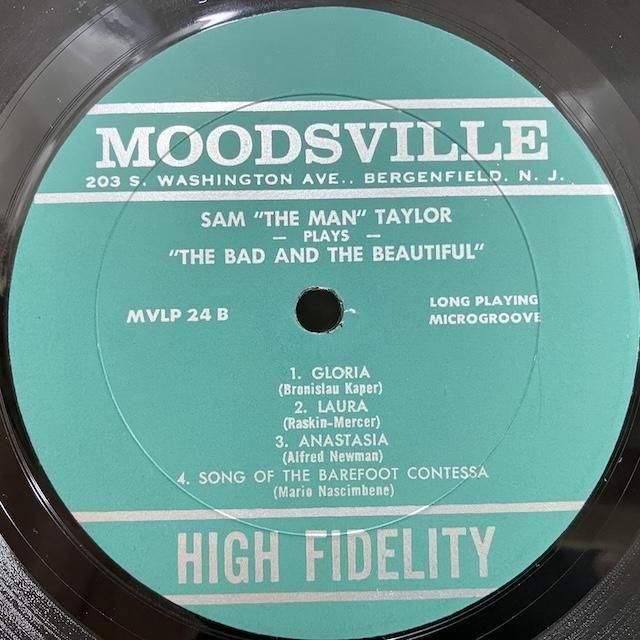 MOODSVILLE
203 S. WASHINGTON AVE., BERGENFIELD, N. J.
SAM "THE MAN" TAYLOR
— PLAYS —
"THE BAD AND THE BEAUTIFUL"
MVLP 24 B
LONG PLAYING
MICROGROOVE
1. GLORIA
(Bronislau Kaper)
2. LAURA
(Raskin-Mercer)
3. ANASTASIA
(Alfred Newman)
4. SONG OF THE BAREFOOT CONTESSA
(Mario Nascimbene)
HIGH FIDELITY